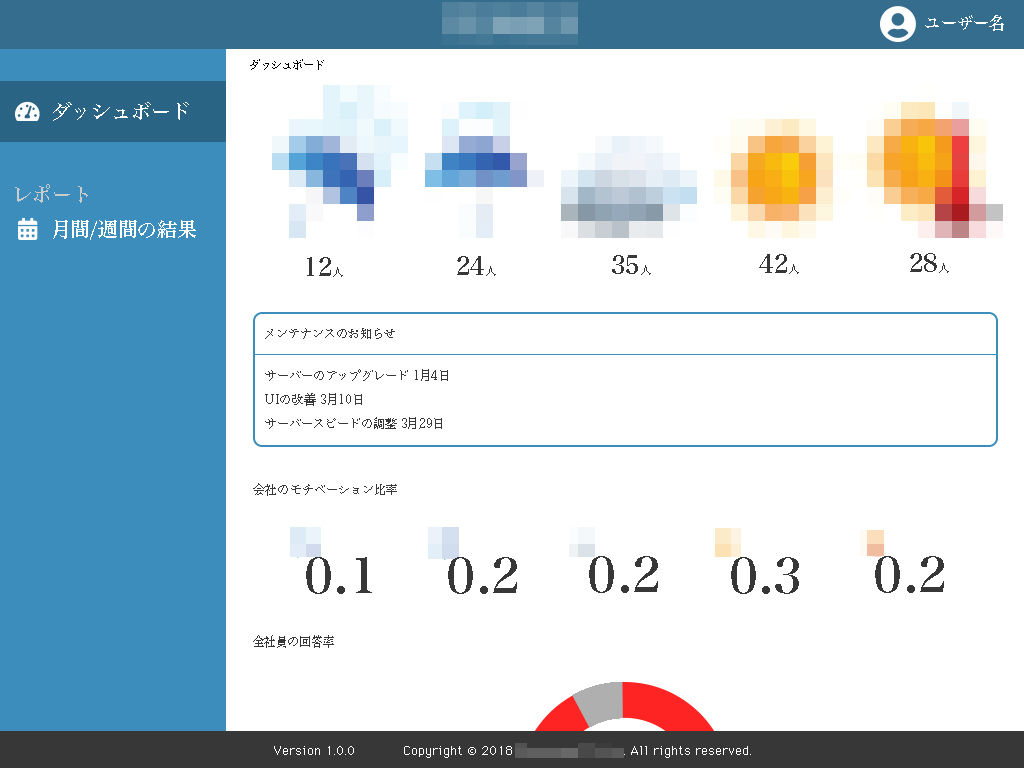 ユーザー名
ダッシュボード
ダッシュボード
レポート
月間/週間の結果
12人 24人 35人 42人 28人
メンテナンスのお知らせ
サーバーのアップグレード 1月4日
UIの改善 3月10日
サーバースピードの調整 3月29日
会社のモチベーション比率
0.1 0.2 0.2 0.3 0.2
全社員の回答率
Version 1.0.0 Copyright © 2018 . All rights reserved.